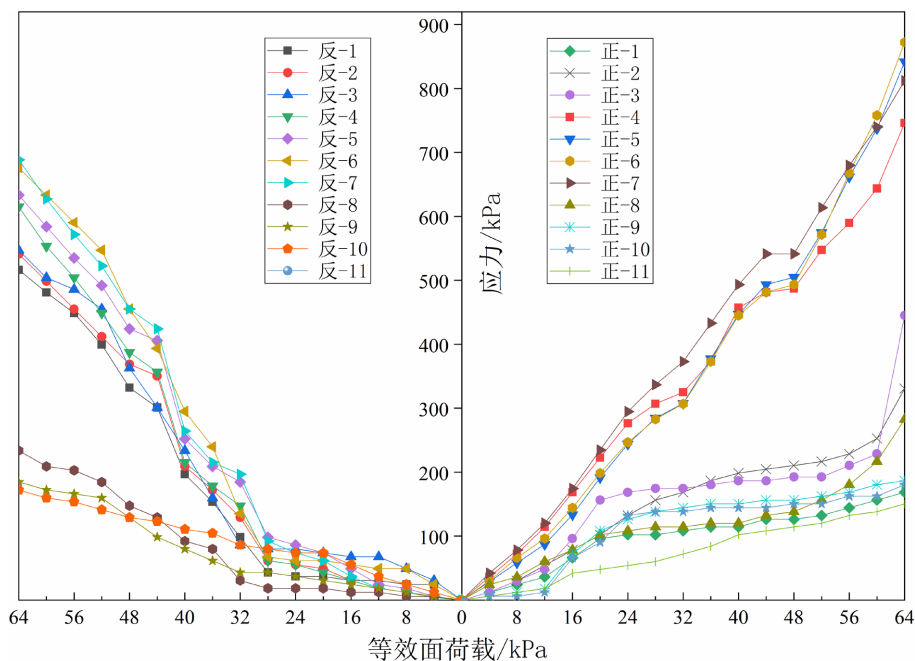 900
800
700
600
500
400
300
200
100
应力/kPa
反-1
反-2
反-3
反-4
反-5
反-6
反-7
反-8
反-9
反-10
反-11
正-1
正-2
正-3
正-4
正-5
正-6
正-7
正-8
正-9
正-10
正-11
64 56 48 40 32 24 16 8 0 8 16 24 32 40 48 56 64
等效面荷载/kPa